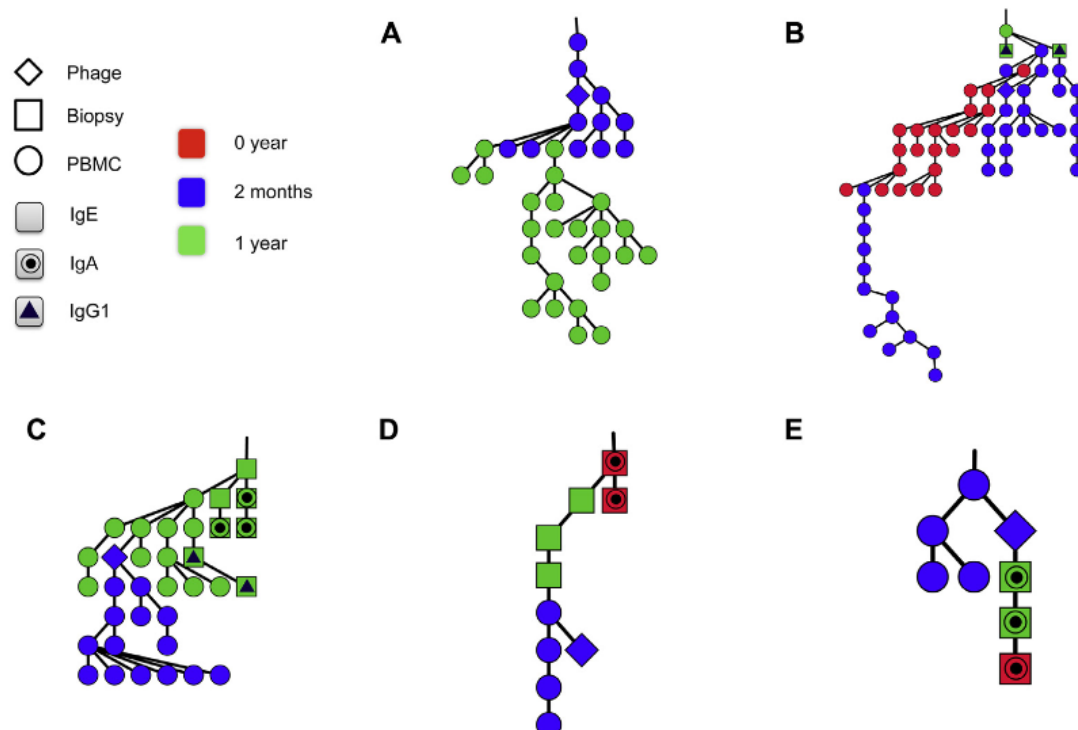 A
B
Phage
Biopsy
PBMC
IgE
IgA
IgG1
0 year
2 months
1 year
C
D
E